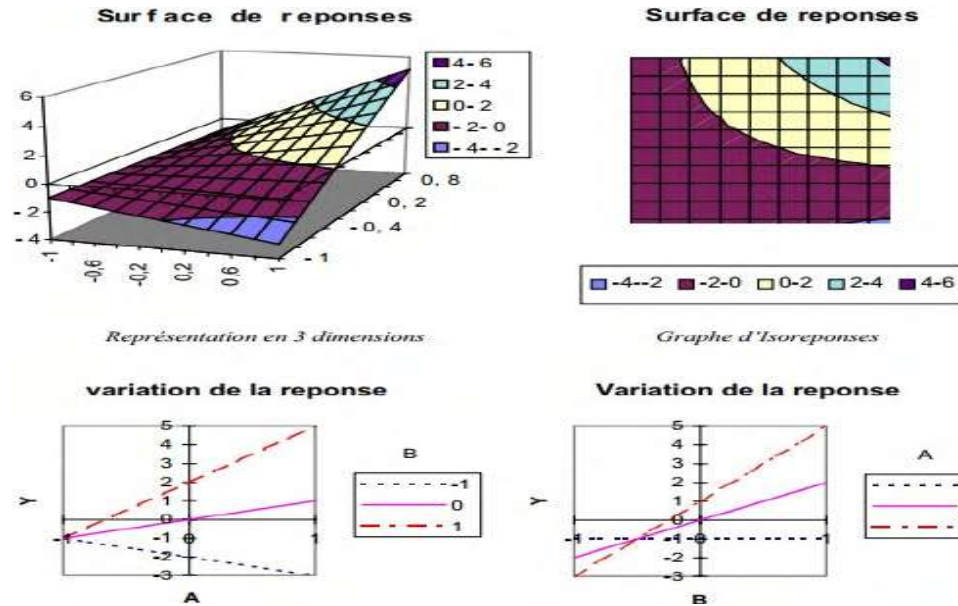 Surface de reponses
6
4
2
0
-2
-4
-1
-0,6
-0,2
0,2
0,6
1
-1
-0,4
0,2
0,8
4-6
2-4
0-2
-2-0
-4--2
Représentation en 3 dimensions
Surface de reponses
-4--2 -2-0 0-2 2-4 4-6
Graphe d'Isoreponses
variation de la reponse
5
4
3
2
1
0
-1
-2
-3
-1 0 1
Y
A
B
-1
0
1
Variation de la reponse
5
4
3
2
1
0
-1
-2
-3
-1 0 1
Y
B
A